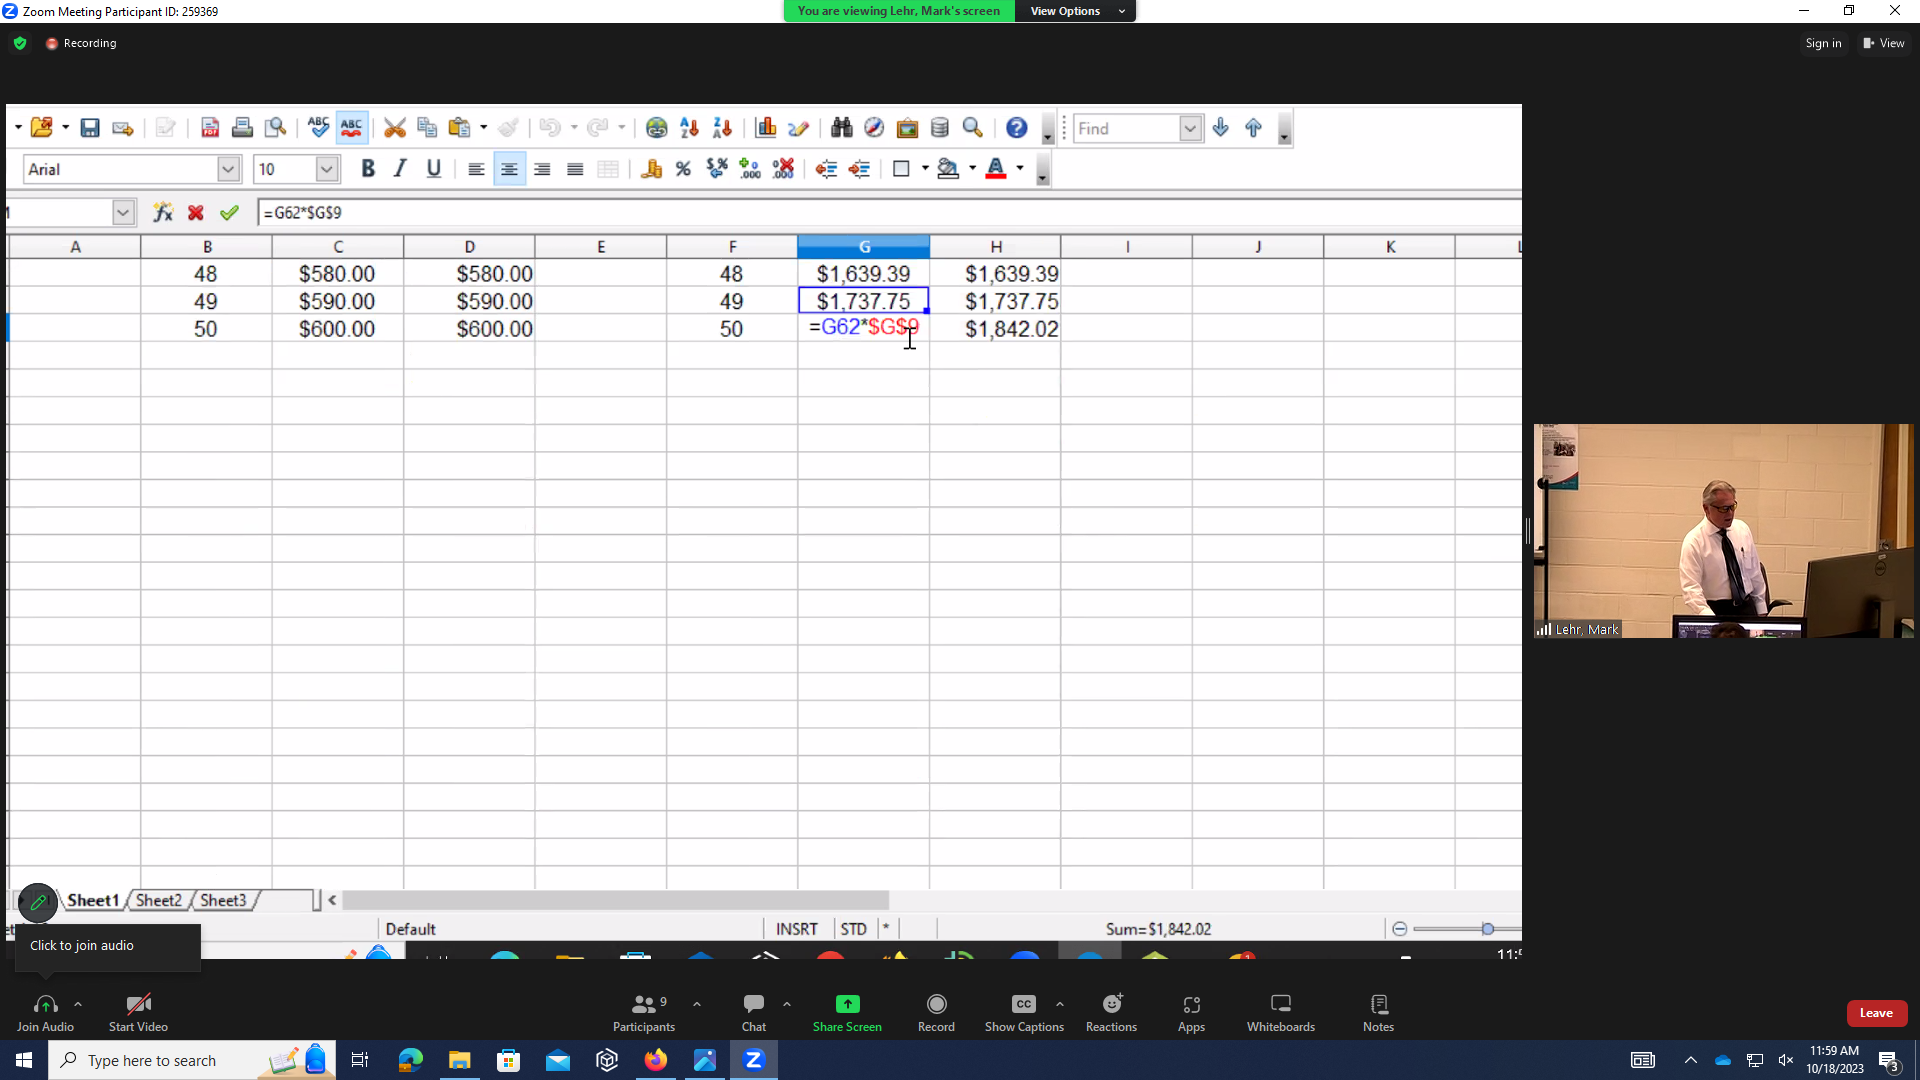 Zoom Meeting Participant ID: 259369
You are viewing Lehr, Mark's screen
View Options
Recording
Sign in
View
Find
Arial
10
=G62*$G$9
A B C D E F G H I J K L
48 $580.00 $580.00 48 $1,639.39 $1,639.39
49 $590.00 $590.00 49 $1,737.75 $1,737.75
50 $600.00 $600.00 50 =G62*$G$9 $1,842.02
Lehr, Mark
Sheet1 Sheet2 Sheet3
Default
INSRT
STD
*
Sum=$1,842.02
Click to join audio
Join Audio
Start Video
9
Participants
Chat
Share Screen
Record
CC
Show Captions
Reactions
Apps
Whiteboards
Notes
Leave
Type here to search
11:59 AM
10/18/2023
3